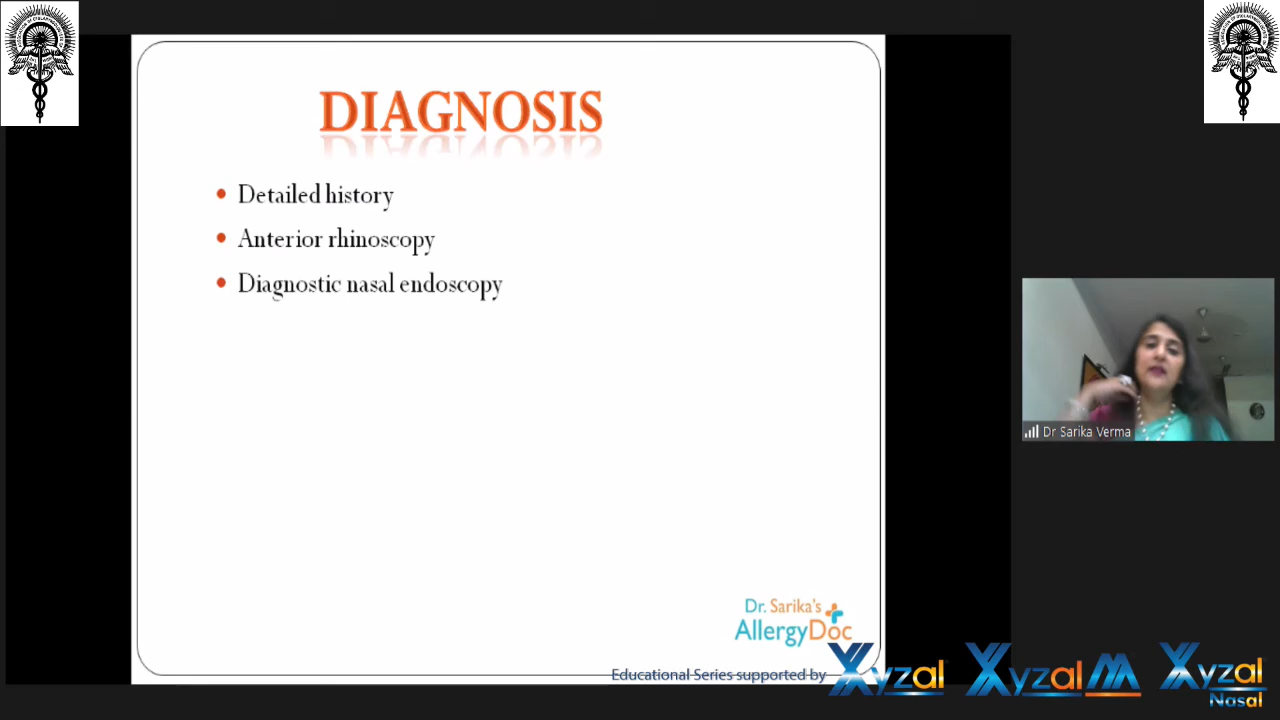 DIAGNOSIS
Detailed history
Anterior rhinoscopy
Diagnostic nasal endoscopy
Dr Sarika Verma
Dr. Sarika's
AllergyDoc
Educational Series supported by
Xyzal
Xyzal M
Xyzal
Nasal